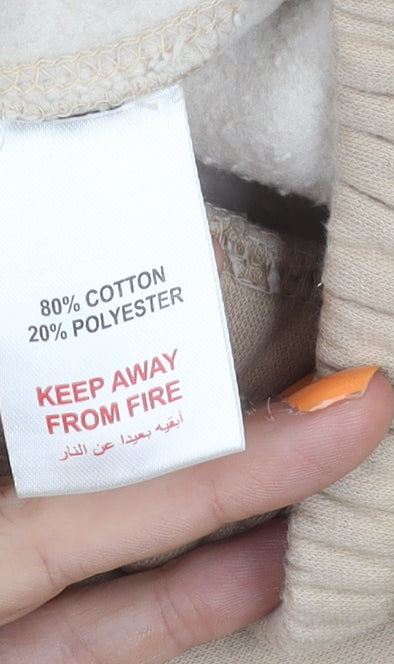 80% COTTON
20% POLYESTER
KEEP AWAY
FROM FIRE
أبقيه بعيدا عن النار